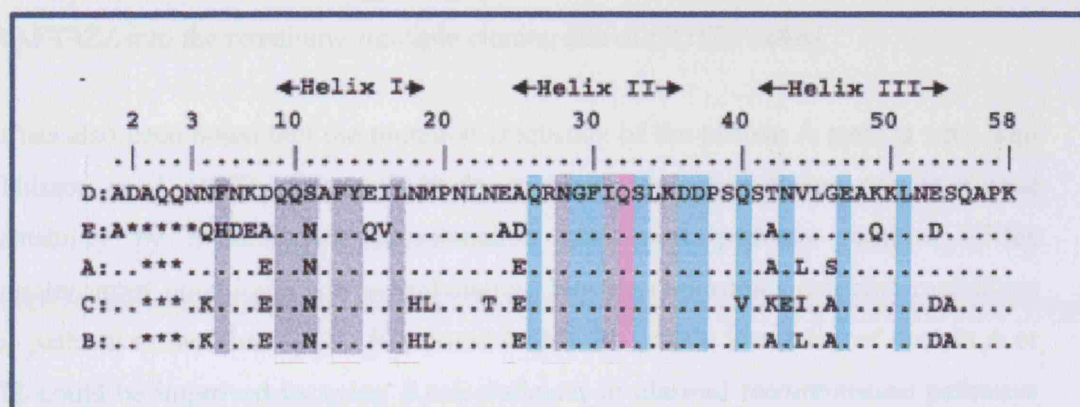 ◄Helix I► ◄Helix II► ◄Helix III►
2 3 10 20 30 40 50 58
D:ADAQQNNFNKDQQSAFYEILNMPNLNEAQRNGFIQSLKDDPSQSTNVLGEAKKLNESQAPK
E:A*****QHDEA..N...QV.......AD................A......Q...D.....
A:..***.....E..N.............E................A.L.S............
C:..***.K...E..N......HL...T.E..............V.KEI.A......DA....
B:..***.K...E..N......HL.....E................A.L.A......DA....